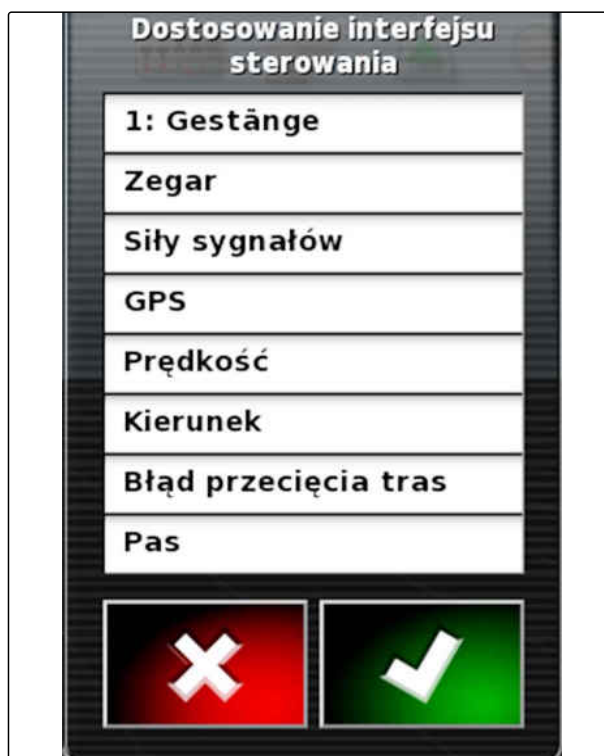 Dostosowanie interfejsu
sterowania
1: Gestänge
Zegar
Siły sygnałów
GPS
Prędkość
Kierunek
Błąd przecięcia tras
Pas